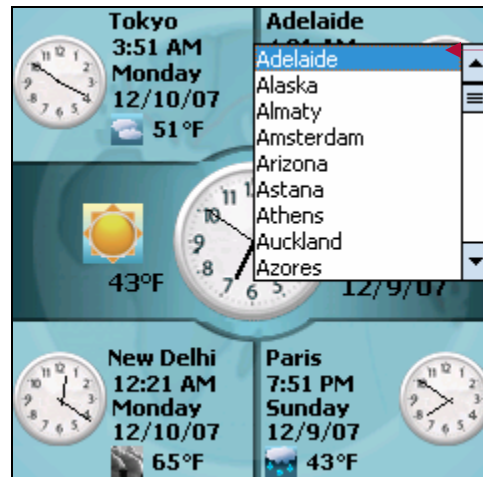 Tokyo
3:51 AM
Monday
12/10/07
51°F
Adelaide
Adelaide
Alaska
Almaty
Amsterdam
Arizona
Astana
Athens
Auckland
Azores
43°F
12/9/07
New Delhi
12:21 AM
Monday
12/10/07
65°F
Paris
7:51 PM
Sunday
12/9/07
43°F